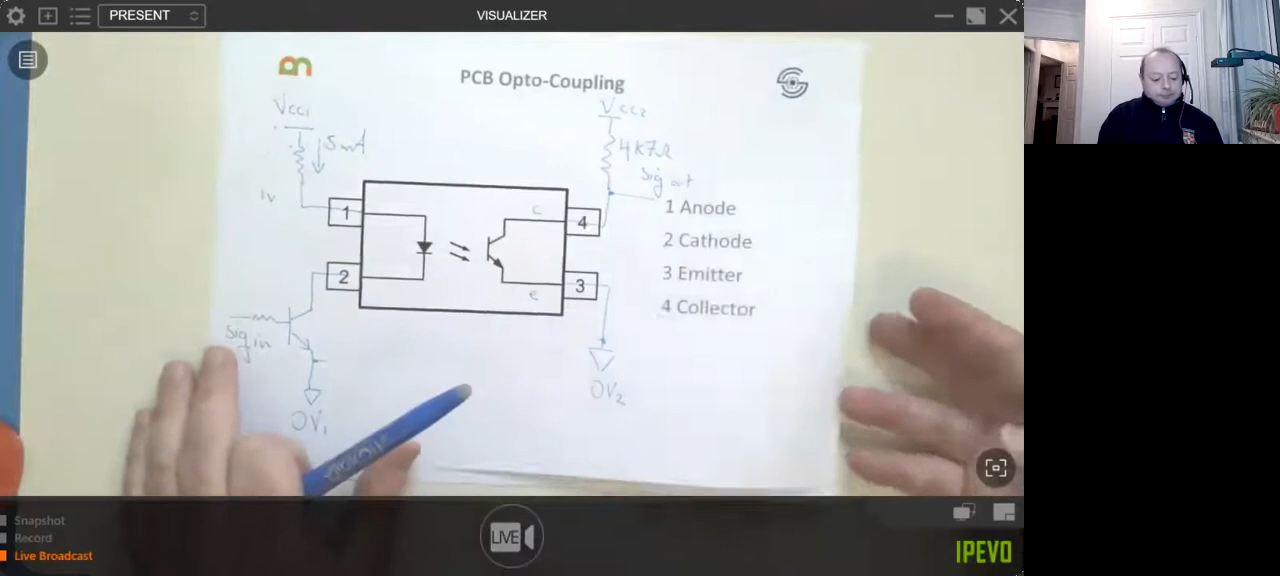 PRESENT
VISUALIZER
PCB Opto-Coupling
Vcc1
Vcc2
5mA
4k7Ω
Sig out
1V
1
2
4
3
c
e
1 Anode
2 Cathode
3 Emitter
4 Collector
Sig in
0V1
0V2
Snapshot
Record
Live Broadcast
LIVE
IPEVO